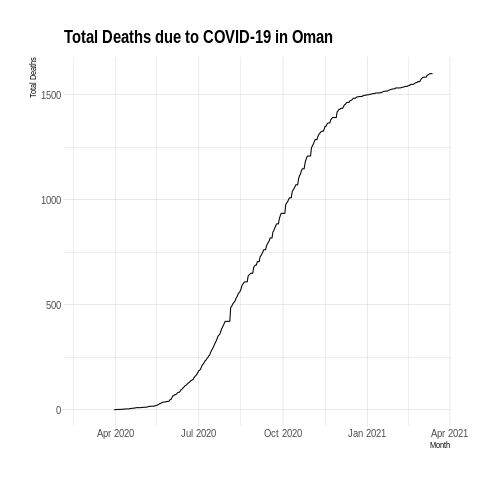 Total Deaths due to COVID-19 in Oman
Total Deaths
1500
1000
500
0
Apr 2020 Jul 2020 Oct 2020 Jan 2021 Apr 2021
Month